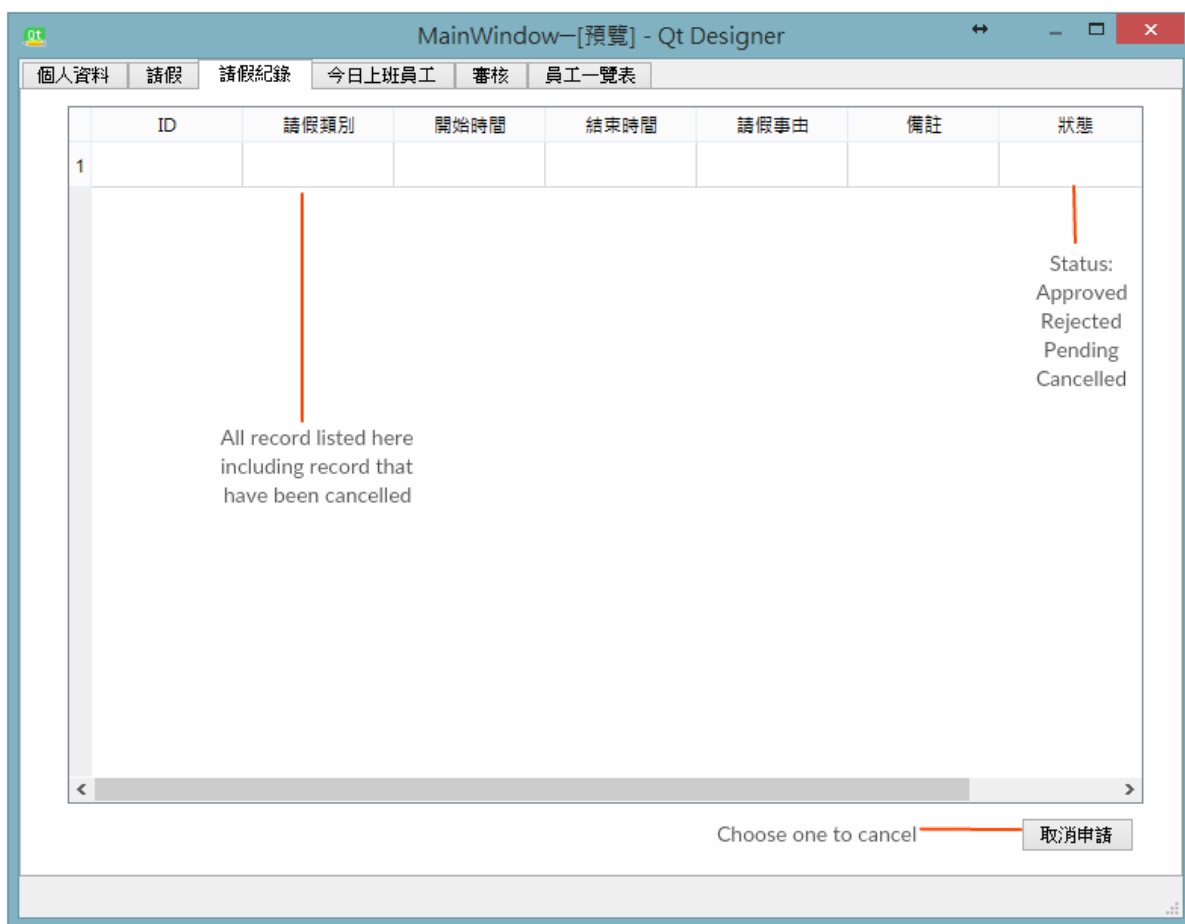 Qt
MainWindow—[預覽] - Qt Designer
個人資料 請假 請假紀錄 今日上班員工 審核 員工一覽表
ID 請假類別 開始時間 結束時間 請假事由 備註 狀態
1
Status:
Approved
Rejected
Pending
Cancelled
All record listed here
including record that
have been cancelled
Choose one to cancel 取消申請